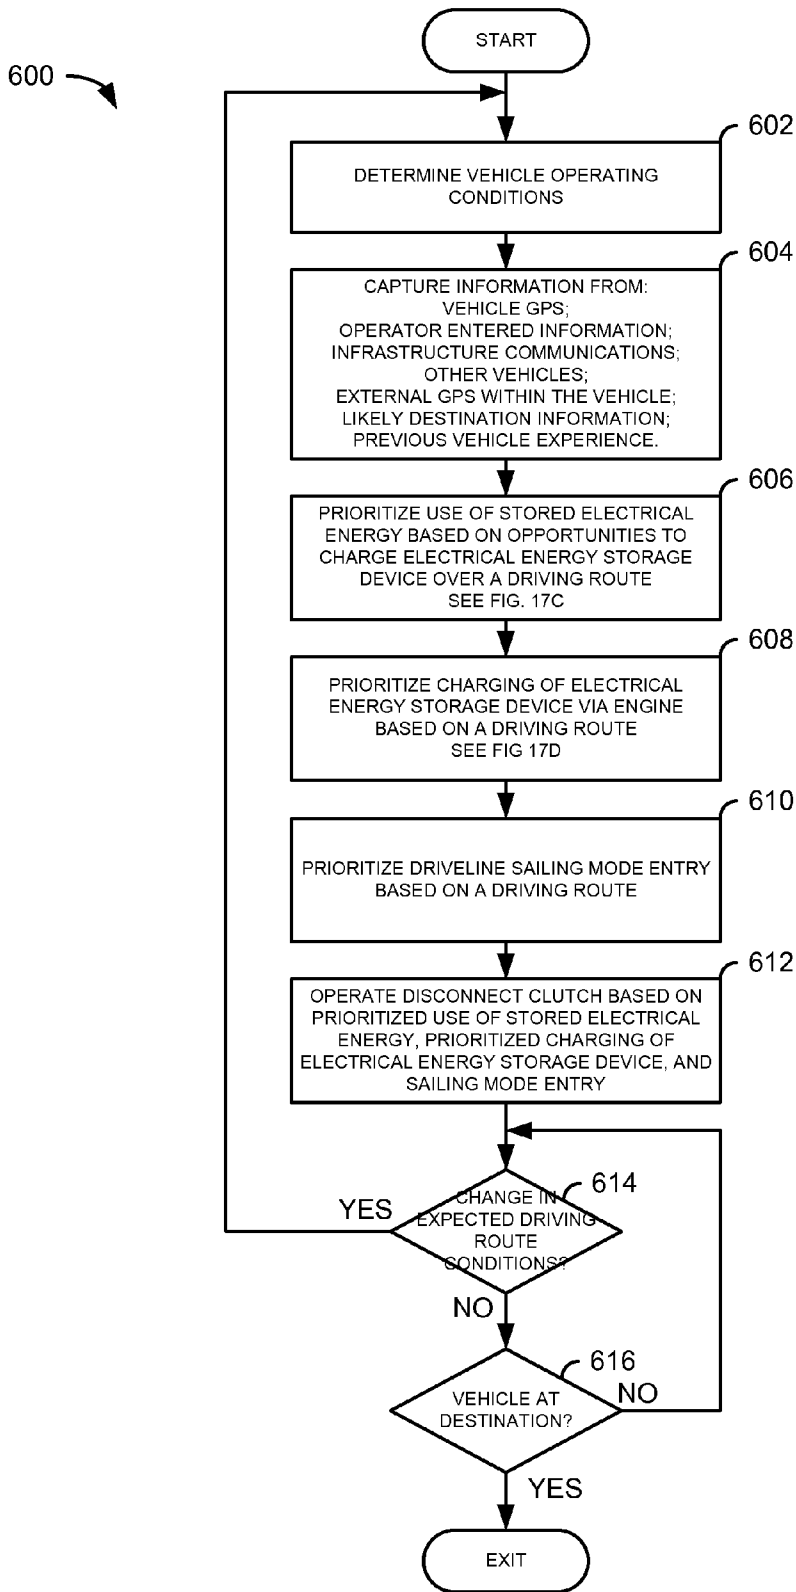 START
600
602
DETERMINE VEHICLE OPERATING
CONDITIONS
604
CAPTURE INFORMATION FROM:
VEHICLE GPS;
OPERATOR ENTERED INFORMATION;
INFRASTRUCTURE COMMUNICATIONS;
OTHER VEHICLES;
EXTERNAL GPS WITHIN THE VEHICLE;
LIKELY DESTINATION INFORMATION;
PREVIOUS VEHICLE EXPERIENCE.
606
PRIORITIZE USE OF STORED ELECTRICAL
ENERGY BASED ON OPPORTUNITIES TO
CHARGE ELECTRICAL ENERGY STORAGE
DEVICE OVER A DRIVING ROUTE
SEE FIG. 17C
608
PRIORITIZE CHARGING OF ELECTRICAL
ENERGY STORAGE DEVICE VIA ENGINE
BASED ON A DRIVING ROUTE
SEE FIG 17D
610
PRIORITIZE DRIVELINE SAILING MODE ENTRY
BASED ON A DRIVING ROUTE
612
OPERATE DISCONNECT CLUTCH BASED ON
PRIORITIZED USE OF STORED ELECTRICAL
ENERGY, PRIORITIZED CHARGING OF
ELECTRICAL ENERGY STORAGE DEVICE, AND
SAILING MODE ENTRY
614
YES
CHANGE IN
EXPECTED DRIVING
ROUTE
CONDITIONS?
NO
616
VEHICLE AT
DESTINATION?
NO
YES
EXIT